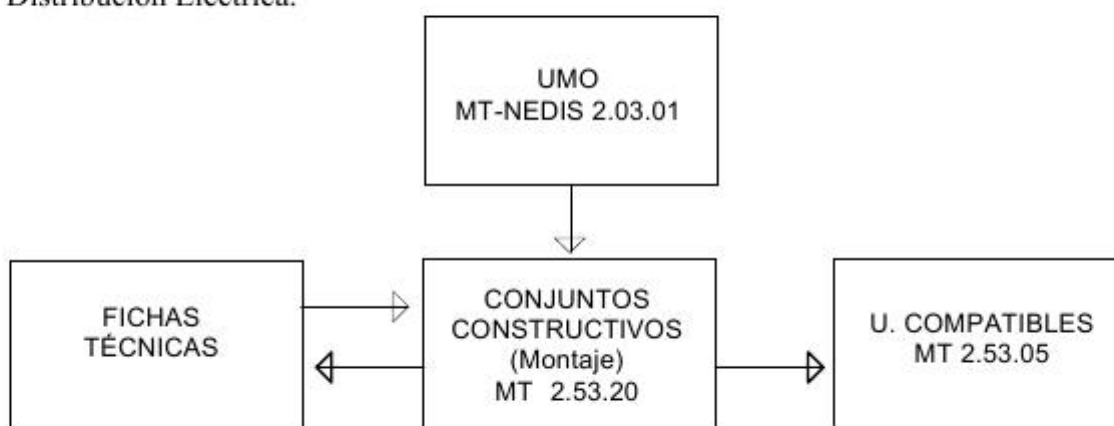 Distribución Eléctrica.
UMO
MT-NEDIS 2.03.01
FICHAS
TÉCNICAS
CONJUNTOS
CONSTRUCTIVOS
(Montaje)
MT 2.53.20
U. COMPATIBLES
MT 2.53.05